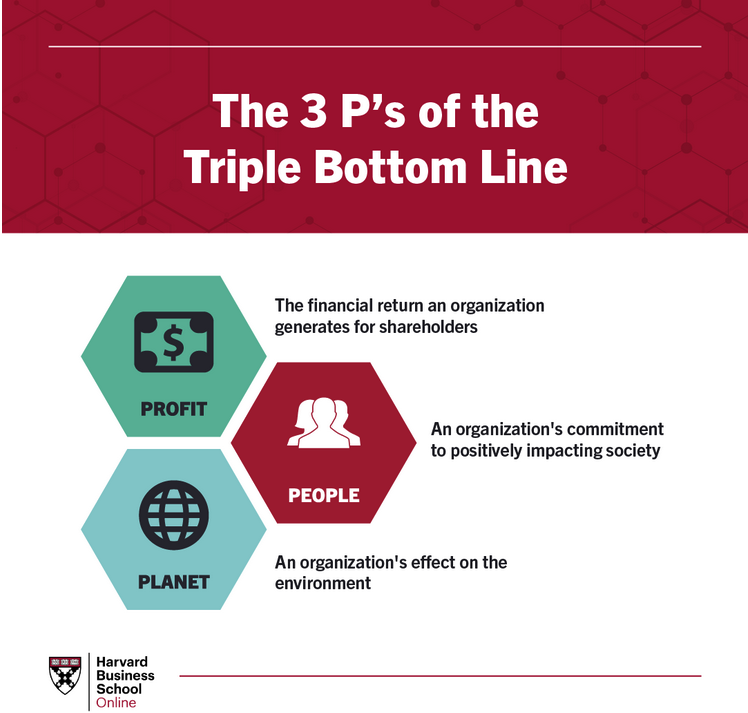 The 3 P’s of the
Triple Bottom Line
$
PROFIT
The financial return an organization
generates for shareholders
PEOPLE
An organization's commitment
to positively impacting society
PLANET
An organization's effect on the
environment
Harvard
Business
School
Online